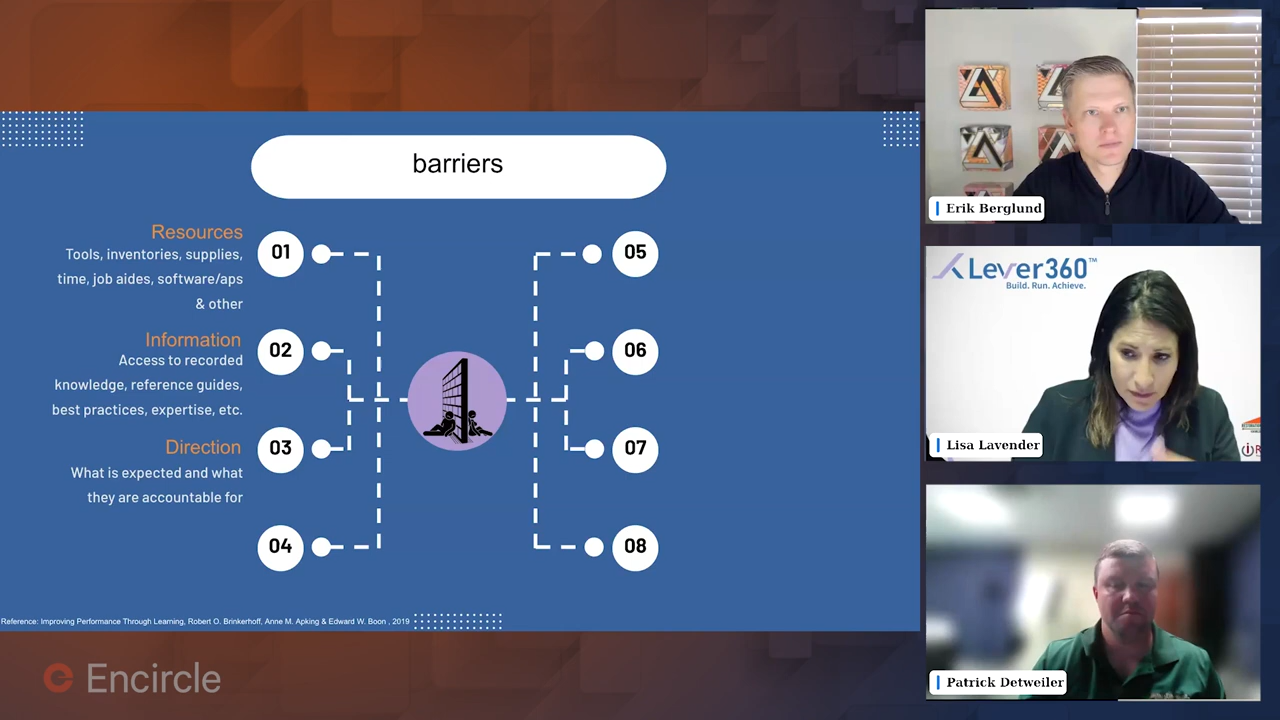 barriers
Resources
Tools, inventories, supplies,
time, job aides, software/aps
& other
01
Information
Access to recorded
knowledge, reference guides,
best practices, expertise, etc.
02
Direction
What is expected and what
they are accountable for
03
04
05
06
07
08
Reference: Improving Performance Through Learning, Robert O. Brinkerhoff, Anne M. Apking & Edward W. Boon , 2019
Encircle
Erik Berglund
Lever360™
Build. Run. Achieve.
Lisa Lavender
Patrick Detweiler